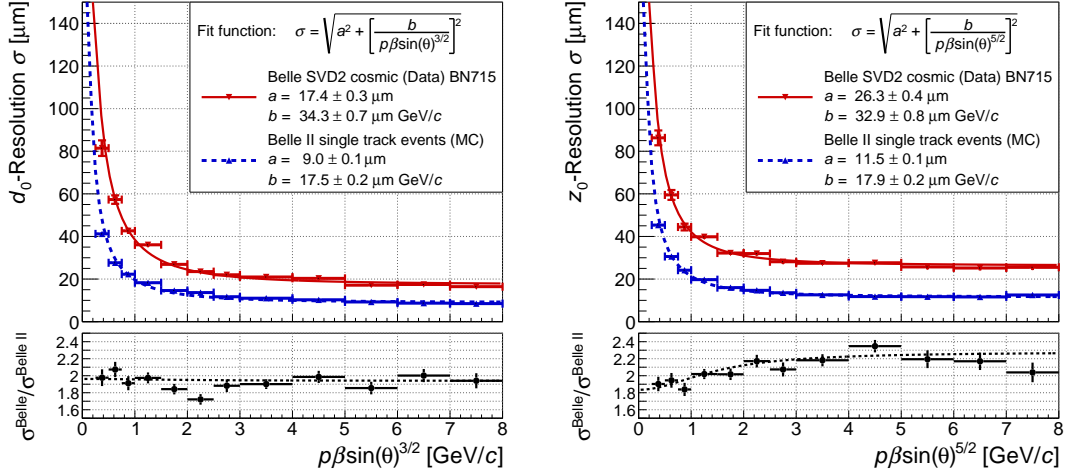 d₀-Resolution σ [μm]
140
120
100
80
60
40
20
0
Fit function: σ = √(a² + [b / pβsin(θ)^3/2]²)
Belle SVD2 cosmic (Data) BN715
a = 17.4 ± 0.3 μm
b = 34.3 ± 0.7 μm GeV/c
Belle II single track events (MC)
a = 9.0 ± 0.1 μm
b = 17.5 ± 0.2 μm GeV/c
σ^Belle/σ^Belle II
2.4
2.2
2
1.8
1.6
0 1 2 3 4 5 6 7 8
pβsin(θ)^3/2 [GeV/c]
z₀-Resolution σ [μm]
140
120
100
80
60
40
20
0
Fit function: σ = √(a² + [b / pβsin(θ)^5/2]²)
Belle SVD2 cosmic (Data) BN715
a = 26.3 ± 0.4 μm
b = 32.9 ± 0.8 μm GeV/c
Belle II single track events (MC)
a = 11.5 ± 0.1 μm
b = 17.9 ± 0.2 μm GeV/c
σ^Belle/σ^Belle II
2.4
2.2
2
1.8
1.6
0 1 2 3 4 5 6 7 8
pβsin(θ)^5/2 [GeV/c]